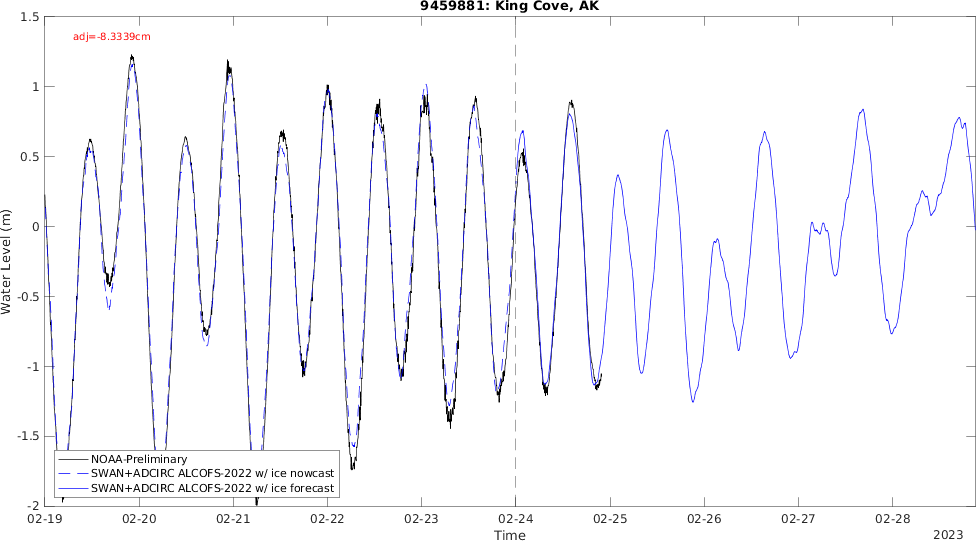 9459881: King Cove, AK
adj=-8.3339cm
Water Level (m)
1.5
1
0.5
0
-0.5
-1
-1.5
-2
NOAA-Preliminary
SWAN+ADCIRC ALCOFS-2022 w/ ice nowcast
SWAN+ADCIRC ALCOFS-2022 w/ ice forecast
02-19 02-20 02-21 02-22 02-23 02-24 02-25 02-26 02-27 02-28
Time
2023